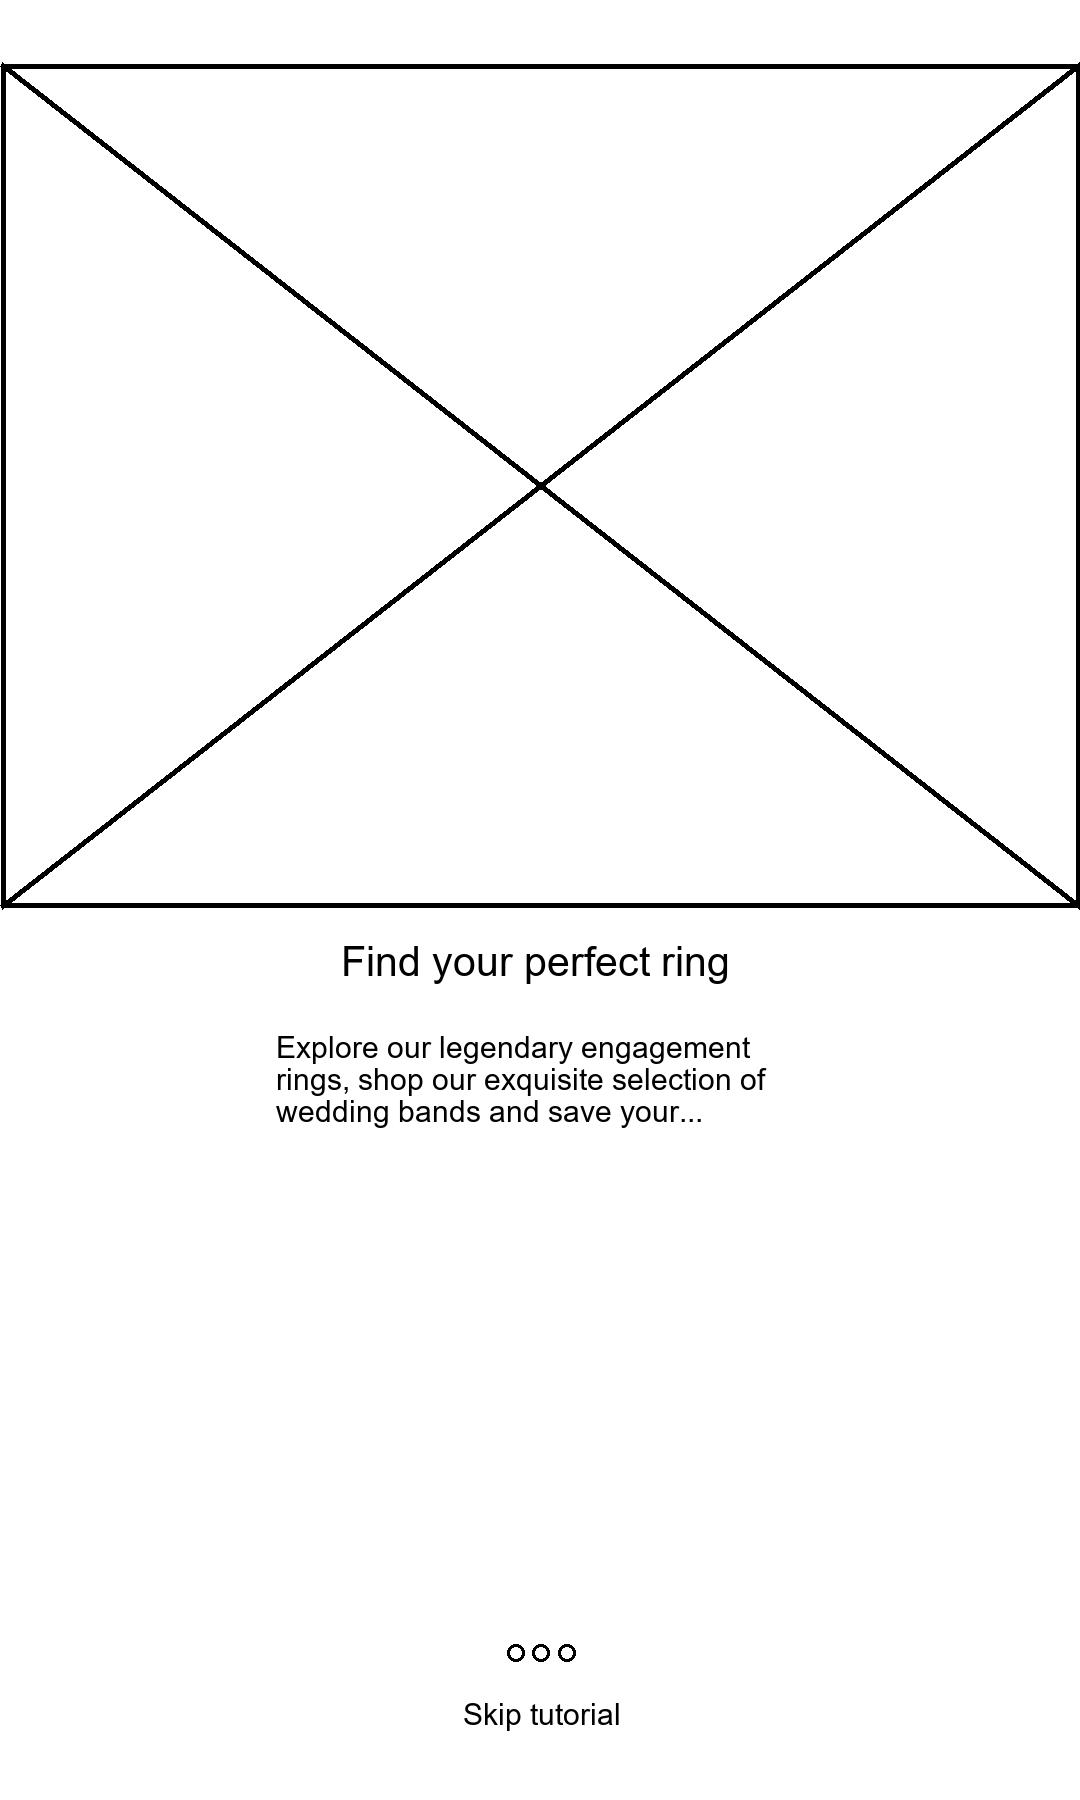 Find your perfect ring
Explore our legendary engagement
rings, shop our exquisite selection of
wedding bands and save your...
Skip tutorial